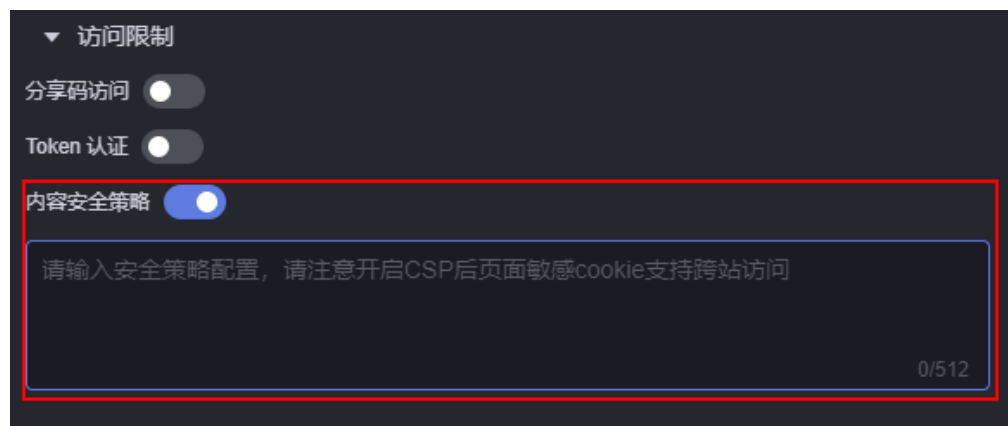 访问限制
分享码访问
Token 认证
内容安全策略
请输入安全策略配置，请注意开启CSP后页面敏感cookie支持跨站访问
0/512